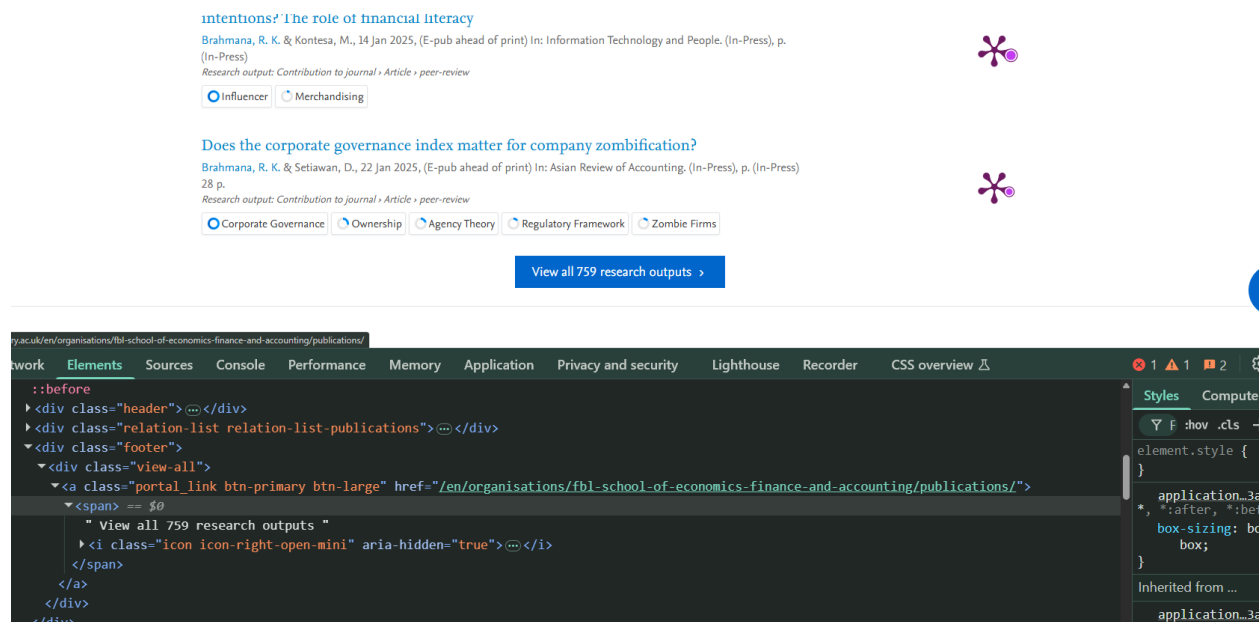 intentions? The role of financial literacy
Brahmana, R. K. & Kontesa, M., 14 Jan 2025, (E-pub ahead of print) In: Information Technology and People. (In-Press), p.
(In-Press)
Research output: Contribution to journal › Article › peer-review
Influencer Merchandising
Does the corporate governance index matter for company zombification?
Brahmana, R. K. & Setiawan, D., 22 Jan 2025, (E-pub ahead of print) In: Asian Review of Accounting. (In-Press), p. (In-Press)
28 p.
Research output: Contribution to journal › Article › peer-review
Corporate Governance Ownership Agency Theory Regulatory Framework Zombie Firms
View all 759 research outputs ›
ry.ac.uk/en/organisations/fbl-school-of-economics-finance-and-accounting/publications/
twork Elements Sources Console Performance Memory Application Privacy and security Lighthouse Recorder CSS overview 1 1 2
::before
<div class="header">…</div>
<div class="relation-list relation-list-publications">…</div>
<div class="footer">
<div class="view-all">
<a class="portal_link btn-primary btn-large" href="/en/organisations/fbl-school-of-economics-finance-and-accounting/publications/">
<span> == $0
" View all 759 research outputs "
<i class="icon icon-right-open-mini" aria-hidden="true">…</i>
</span>
</a>
</div>
</div>
Styles Compute
F :hov .cls
element.style {
}
application…3a
*, *:after, *:bef
box-sizing: bo
box;
}
Inherited from …
application…3a